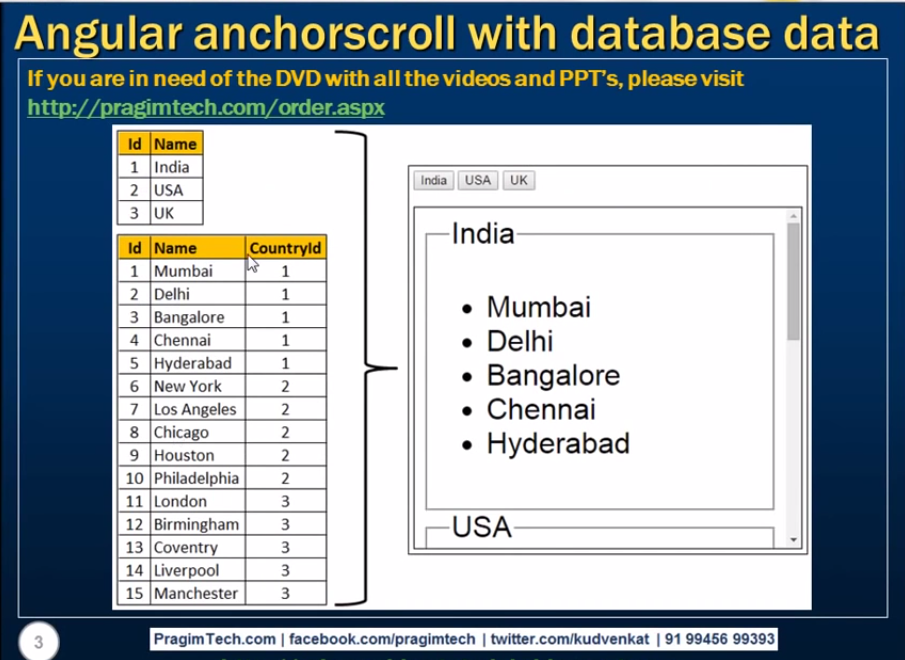 Angular anchorscroll with database data
If you are in need of the DVD with all the videos and PPT's, please visit
http://pragimtech.com/order.aspx
Id Name
1 India
2 USA
3 UK
Id Name CountryId
1 Mumbai 1
2 Delhi 1
3 Bangalore 1
4 Chennai 1
5 Hyderabad 1
6 New York 2
7 Los Angeles 2
8 Chicago 2
9 Houston 2
10 Philadelphia 2
11 London 3
12 Birmingham 3
13 Coventry 3
14 Liverpool 3
15 Manchester 3
India USA UK
India
• Mumbai
• Delhi
• Bangalore
• Chennai
• Hyderabad
USA
3
PragimTech.com | facebook.com/pragimtech | twitter.com/kudvenkat | 91 99456 99393